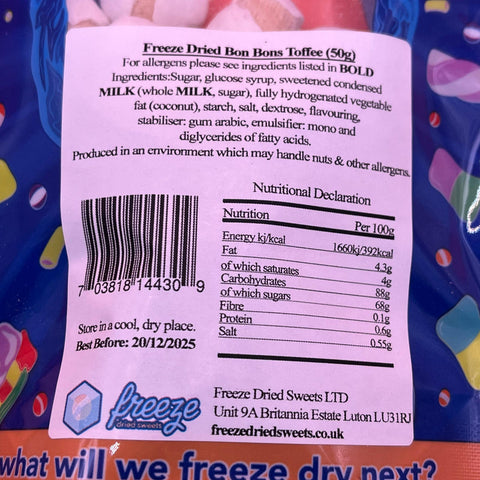 Freeze Dried Bon Bons Toffee (50g)
For allergens please see ingredients listed in BOLD
Ingredients:Sugar, glucose syrup, sweetened condensed
MILK (whole MILK, sugar), fully hydrogenated vegetable
fat (coconut), starch, salt, dextrose, flavouring,
stabiliser: gum arabic, emulsifier: mono and
diglycerides of fatty acids.
Produced in an environment which may handle nuts & other allergens.
Nutritional Declaration
Nutrition Per 100g
Energy kj/kcal 1660kj/392kcal
Fat 4.3g
of which saturates 4g
Carbohydrates 88g
of which sugars 68g
Fibre 0.1g
Protein 0.6g
Salt 0.55g
7 03818 14430 9
Store in a cool, dry place.
Best Before: 20/12/2025
freeze
dried sweets
Freeze Dried Sweets LTD
Unit 9A Britannia Estate Luton LU31RJ
freezedriedsweets.co.uk
what will we freeze dry next?